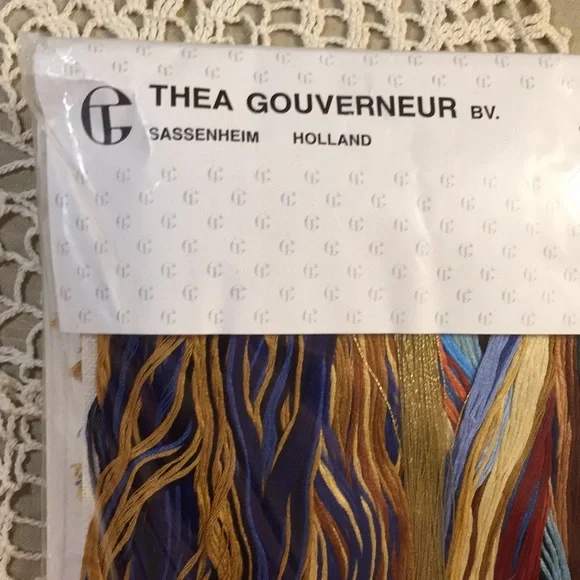 THEA GOUVERNEUR BV.
SASSENHEIM HOLLAND